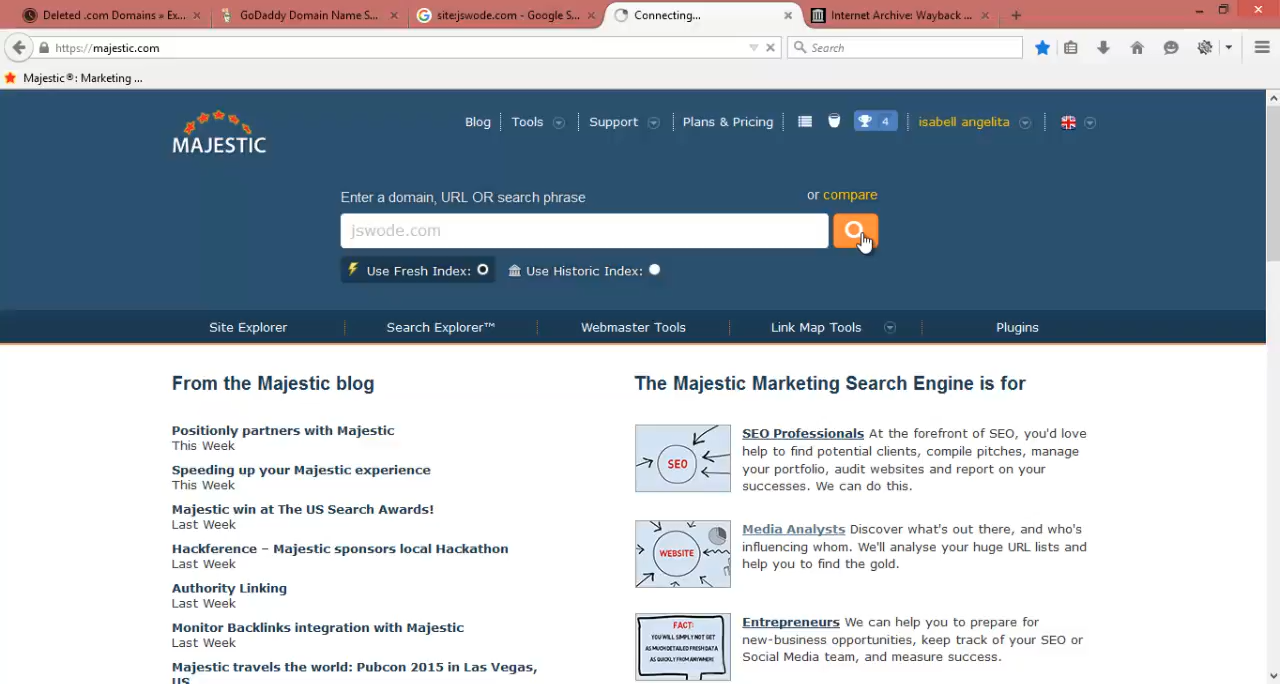 Deleted .com Domains » Ex...
GoDaddy Domain Name S...
site:jswode.com - Google S...
Connecting...
Internet Archive: Wayback ...
https://majestic.com
Search
Majestic®: Marketing ...
MAJESTIC
Blog
Tools
Support
Plans & Pricing
4
isabell angelita
Enter a domain, URL OR search phrase
or compare
jswode.com
Use Fresh Index:
Use Historic Index:
Site Explorer
Search Explorer™
Webmaster Tools
Link Map Tools
Plugins
From the Majestic blog
Positionly partners with Majestic
This Week
Speeding up your Majestic experience
This Week
Majestic win at The US Search Awards!
Last Week
Hackference – Majestic sponsors local Hackathon
Last Week
Authority Linking
Last Week
Monitor Backlinks integration with Majestic
Last Week
Majestic travels the world: Pubcon 2015 in Las Vegas,
US
The Majestic Marketing Search Engine is for
SEO
SEO Professionals At the forefront of SEO, you'd love
help to find potential clients, compile pitches, manage
your portfolio, audit websites and report on your
successes. We can do this.
WEBSITE
Media Analysts Discover what's out there, and who's
influencing whom. We'll analyse your huge URL lists and
help you to find the gold.
FACT:
YOU WILL SIMPLY NOT GET
AS MUCH DETAILED FRESH DATA
AS QUICKLY FROM ANYWHERE
Entrepreneurs We can help you to prepare for
new-business opportunities, keep track of your SEO or
Social Media team, and measure success.